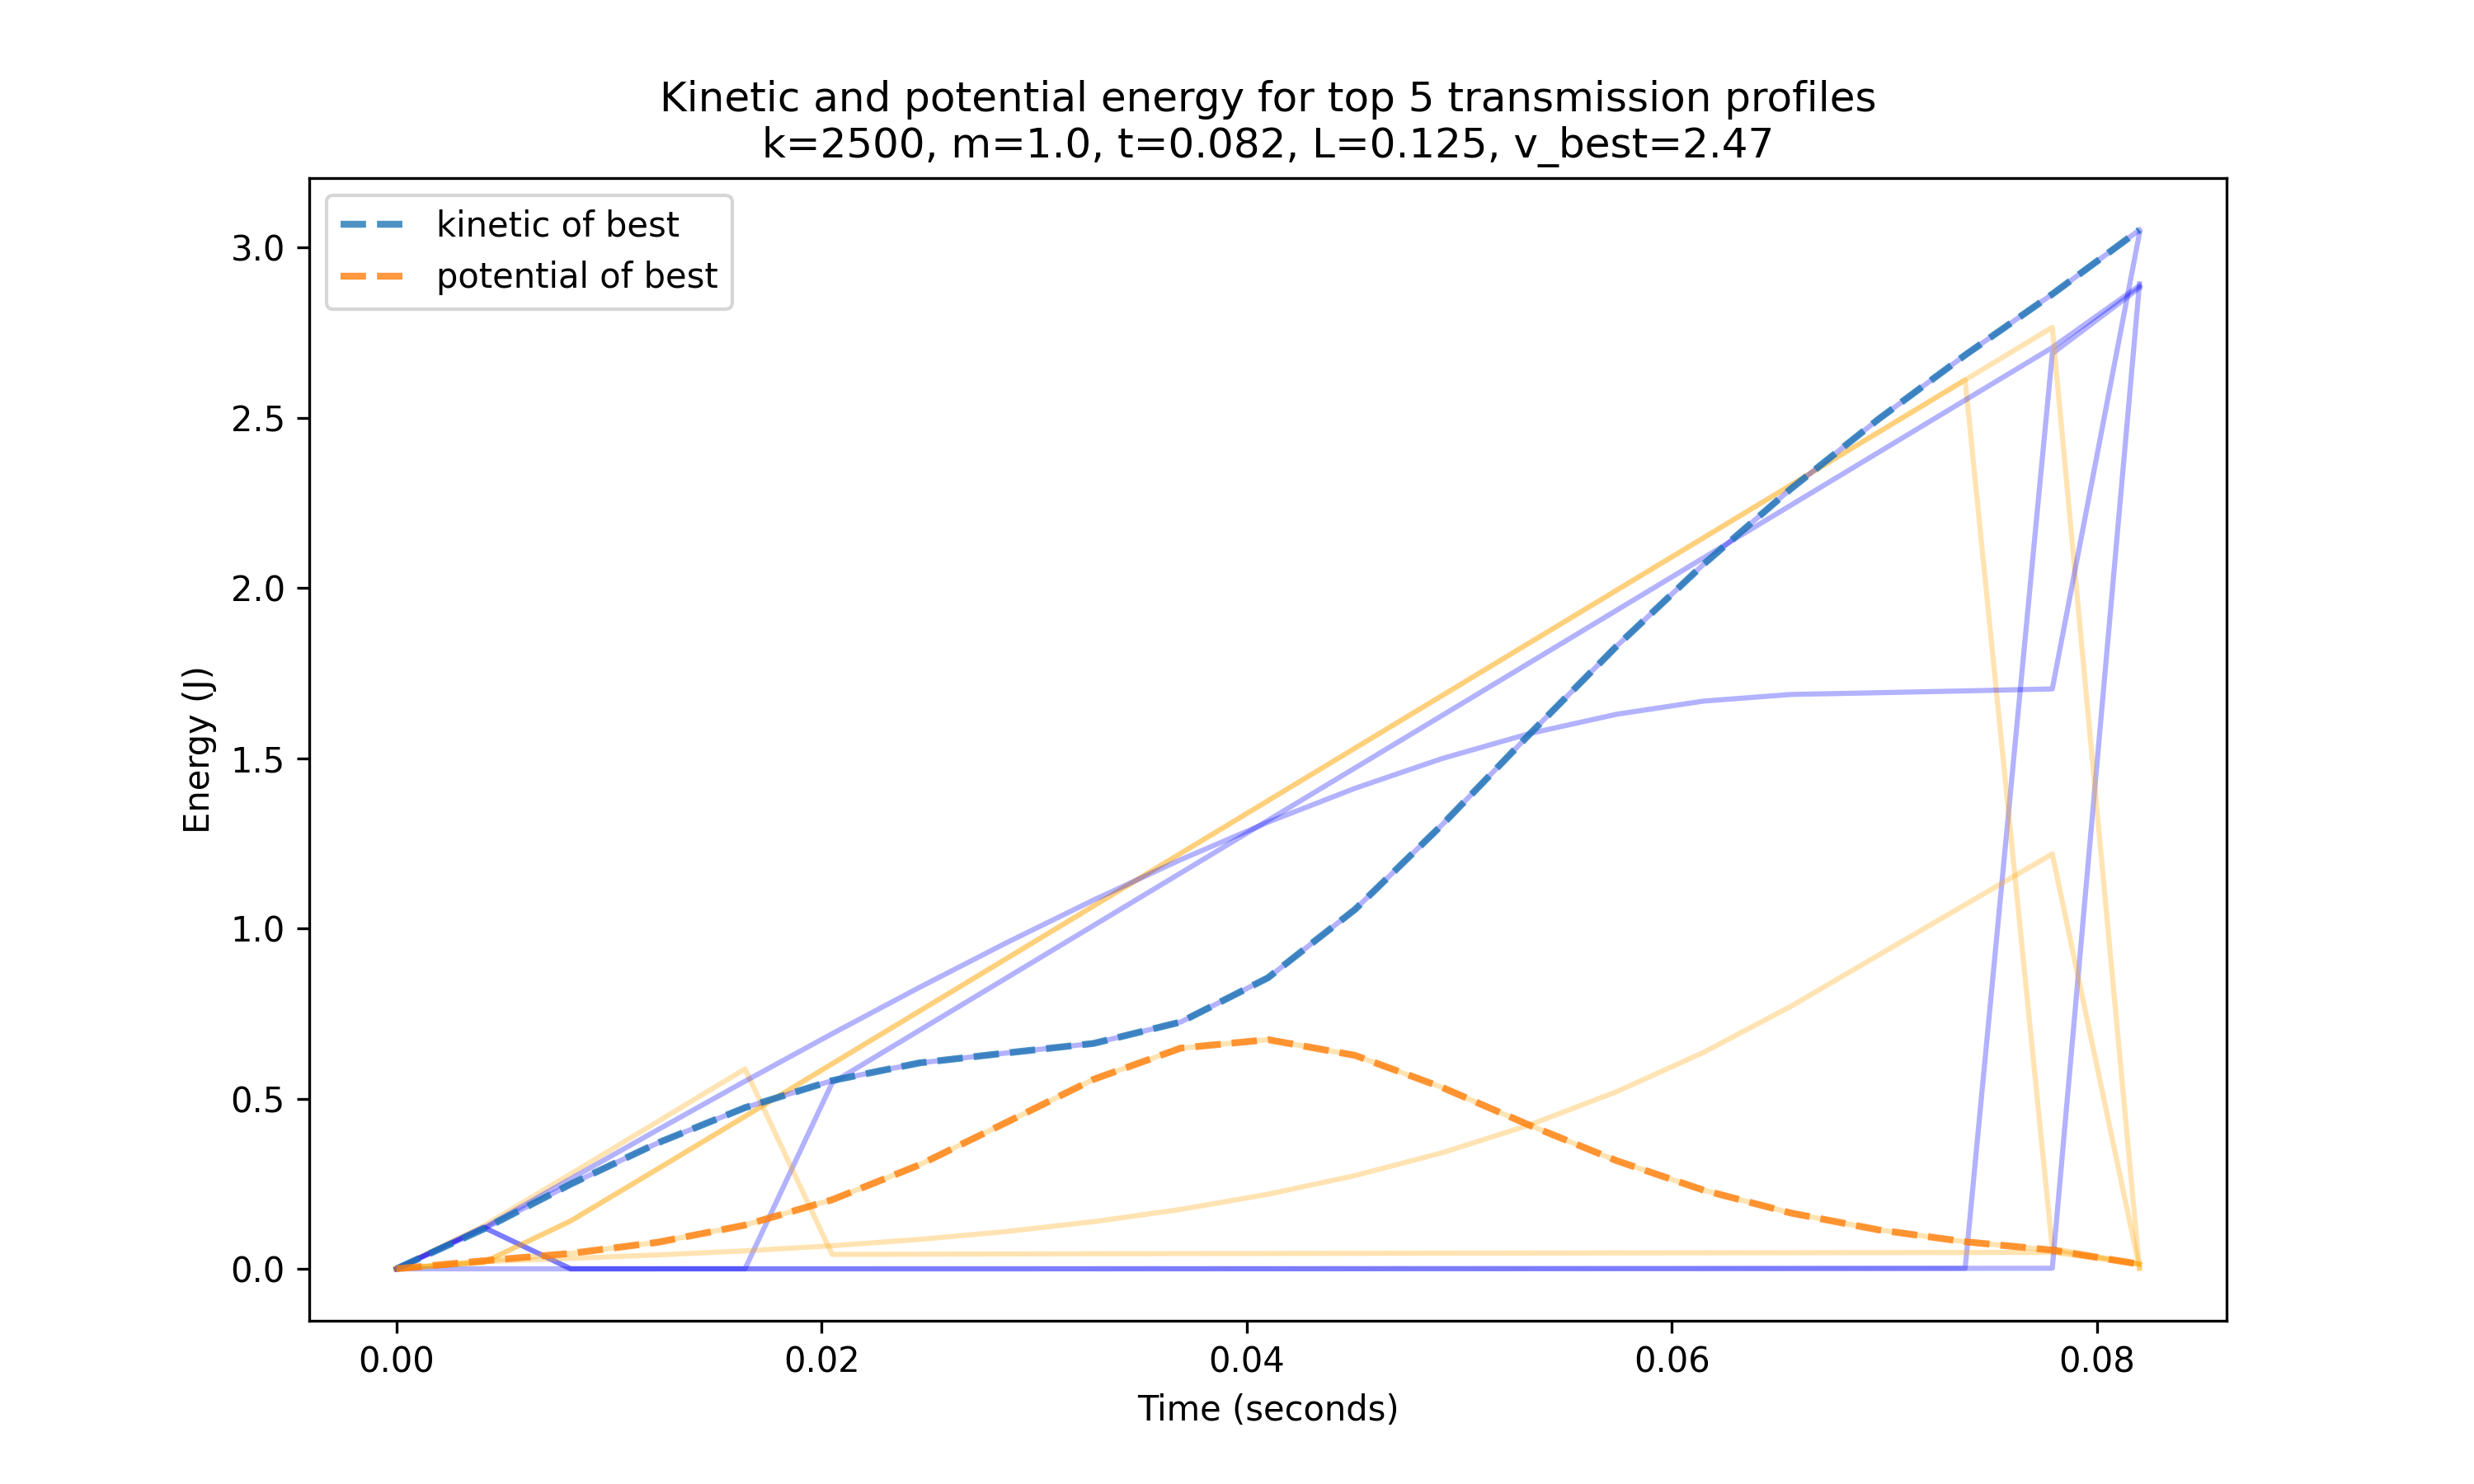 Kinetic and potential energy for top 5 transmission profiles
k=2500, m=1.0, t=0.082, L=0.125, v_best=2.47
kinetic of best
potential of best
3.0
2.5
2.0
1.5
1.0
0.5
0.0
Energy (J)
0.00 0.02 0.04 0.06 0.08
Time (seconds)